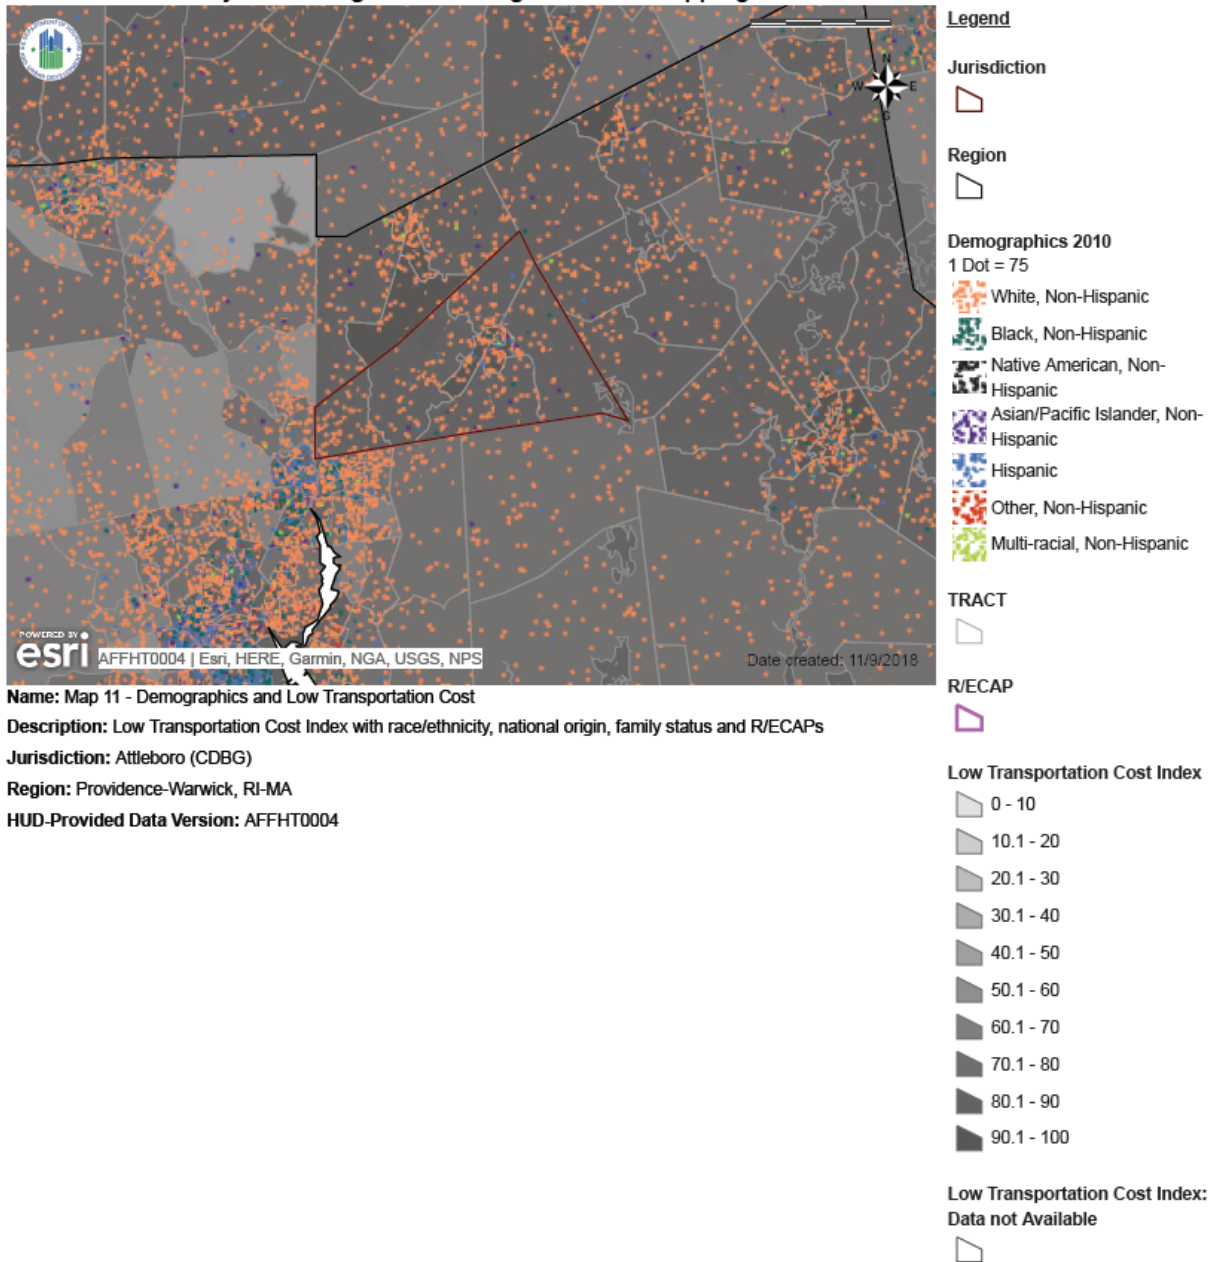 Legend
Jurisdiction
Region
Demographics 2010
1 Dot = 75
White, Non-Hispanic
Black, Non-Hispanic
Native American, Non-
Hispanic
Asian/Pacific Islander, Non-
Hispanic
Hispanic
Other, Non-Hispanic
Multi-racial, Non-Hispanic
TRACT
R/ECAP
Low Transportation Cost Index
0 - 10
10.1 - 20
20.1 - 30
30.1 - 40
40.1 - 50
50.1 - 60
60.1 - 70
70.1 - 80
80.1 - 90
90.1 - 100
Low Transportation Cost Index:
Data not Available
N
W E
S
POWERED BY
esri
AFFHT0004 | Esri, HERE, Garmin, NGA, USGS, NPS
Date created: 11/9/2018
Name: Map 11 - Demographics and Low Transportation Cost
Description: Low Transportation Cost Index with race/ethnicity, national origin, family status and R/ECAPs
Jurisdiction: Attleboro (CDBG)
Region: Providence-Warwick, RI-MA
HUD-Provided Data Version: AFFHT0004